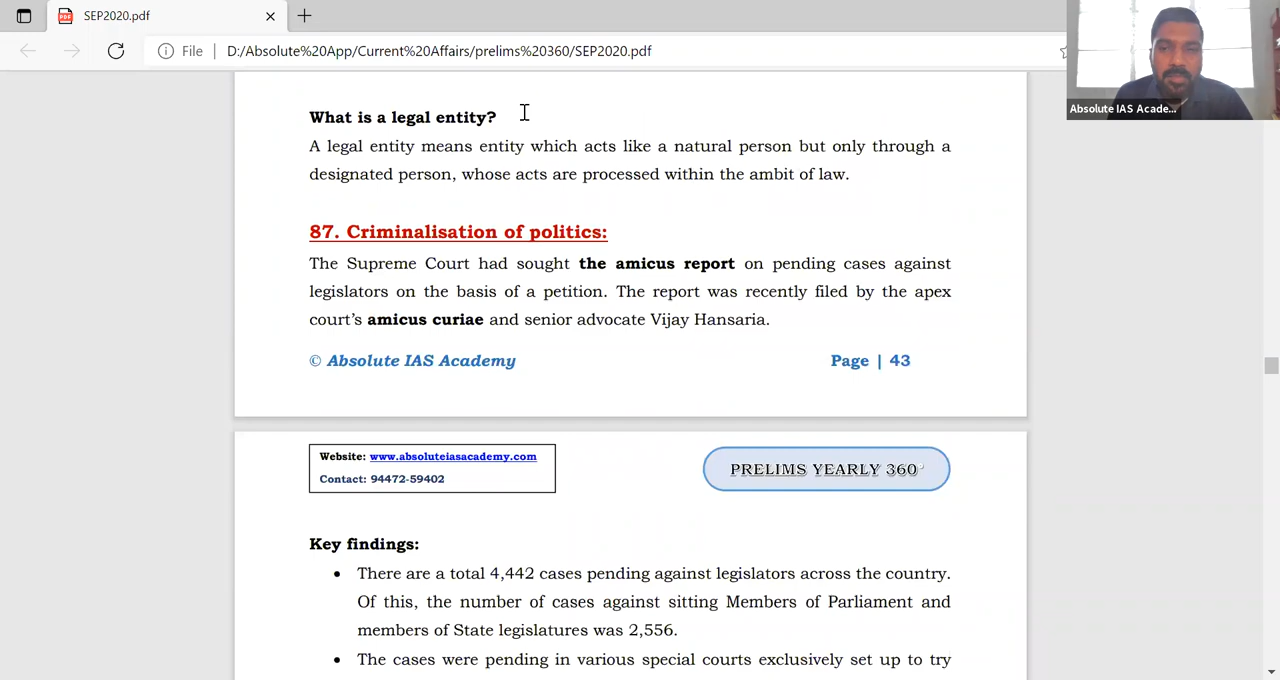 SEP2020.pdf
File
D:/Absolute%20App/Current%20Affairs/prelims%20360/SEP2020.pdf
Absolute IAS Acade...
What is a legal entity?
A legal entity means entity which acts like a natural person but only through a
designated person, whose acts are processed within the ambit of law.
87. Criminalisation of politics:
The Supreme Court had sought the amicus report on pending cases against
legislators on the basis of a petition. The report was recently filed by the apex
court's amicus curiae and senior advocate Vijay Hansaria.
© Absolute IAS Academy
Page | 43
Website: www.absoluteiasacademy.com
Contact: 94472-59402
PRELIMS YEARLY 360°
Key findings:
• There are a total 4,442 cases pending against legislators across the country.
Of this, the number of cases against sitting Members of Parliament and
members of State legislatures was 2,556.
• The cases were pending in various special courts exclusively set up to try